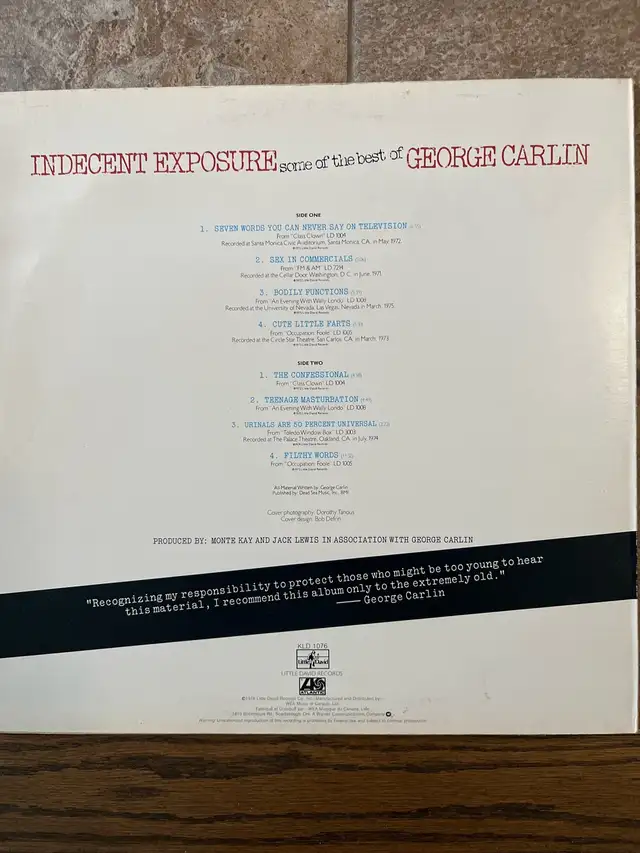 INDECENT EXPOSURE some of the best of GEORGE CARLIN
SIDE ONE
1. SEVEN WORDS YOU CAN NEVER SAY ON TELEVISION
From "Class Clown" LD 1004
Recorded at Santa Monica Civic Auditorium, Santa Monica, CA. in May, 1972
2. SEX IN COMMERCIALS
From "FM & AM" LD 7214
Recorded at the Cellar Door, Washington, D.C. in June, 1971
3. BODILY FUNCTIONS
From "An Evening With Wally Londo" LD 1008
Recorded at the University of Nevada, Las Vegas, Nevada in March, 1975
4. CUTE LITTLE FARTS
From "Occupation: Foole" LD 1005
Recorded at the Circle Star Theatre, San Carlos, CA. in March, 1973
SIDE TWO
1. THE CONFESSIONAL
From "Class Clown" LD 1004
2. TEENAGE MASTURBATION
From "An Evening With Wally Londo" LD 1008
3. URINALS ARE 50 PERCENT UNIVERSAL
From "Toledo Window Box" LD 3003
Recorded at The Palace Theatre, Oakland, CA. in July, 1974
4. FILTHY WORDS
From "Occupation: Foole" LD 1005
All Material Written by: George Carlin
Published by: Dead Sea Music, Inc. BMI
Cover photography: Dorothy Tanous
Cover design: Bob Defrin
PRODUCED BY: MONTE KAY AND JACK LEWIS IN ASSOCIATION WITH GEORGE CARLIN
"Recognizing my responsibility to protect those who might be too young to hear
this material, I recommend this album only to the extremely old."
—— George Carlin
KLD 1076
Little David
LITTLE DAVID RECORDS
ATLANTIC